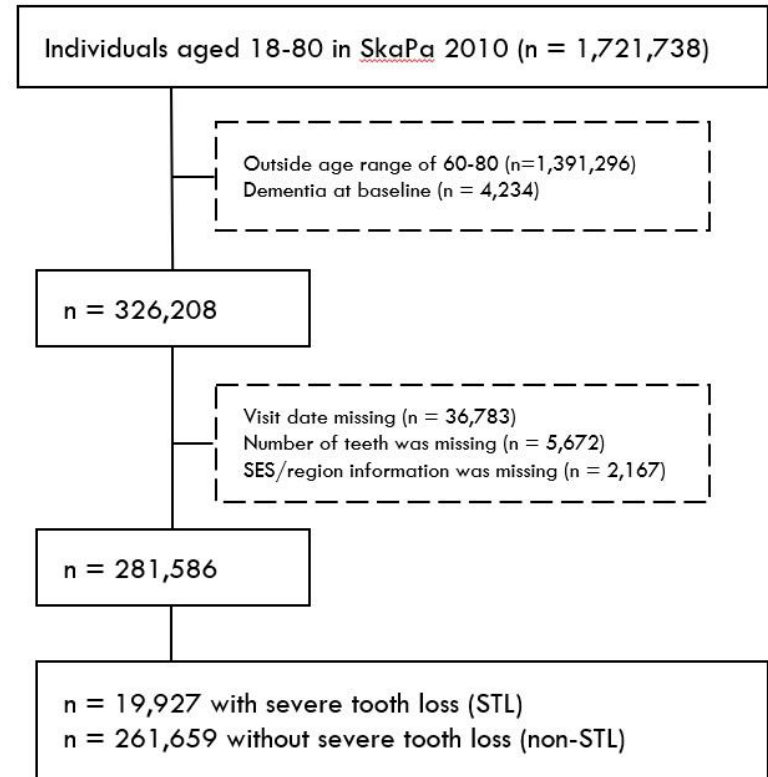 Individuals aged 18-80 in SkaPa 2010 (n = 1,721,738)
Outside age range of 60-80 (n=1,391,296)
Dementia at baseline (n = 4,234)
n = 326,208
Visit date missing (n = 36,783)
Number of teeth was missing (n = 5,672)
SES/region information was missing (n = 2,167)
n = 281,586
n = 19,927 with severe tooth loss (STL)
n = 261,659 without severe tooth loss (non-STL)